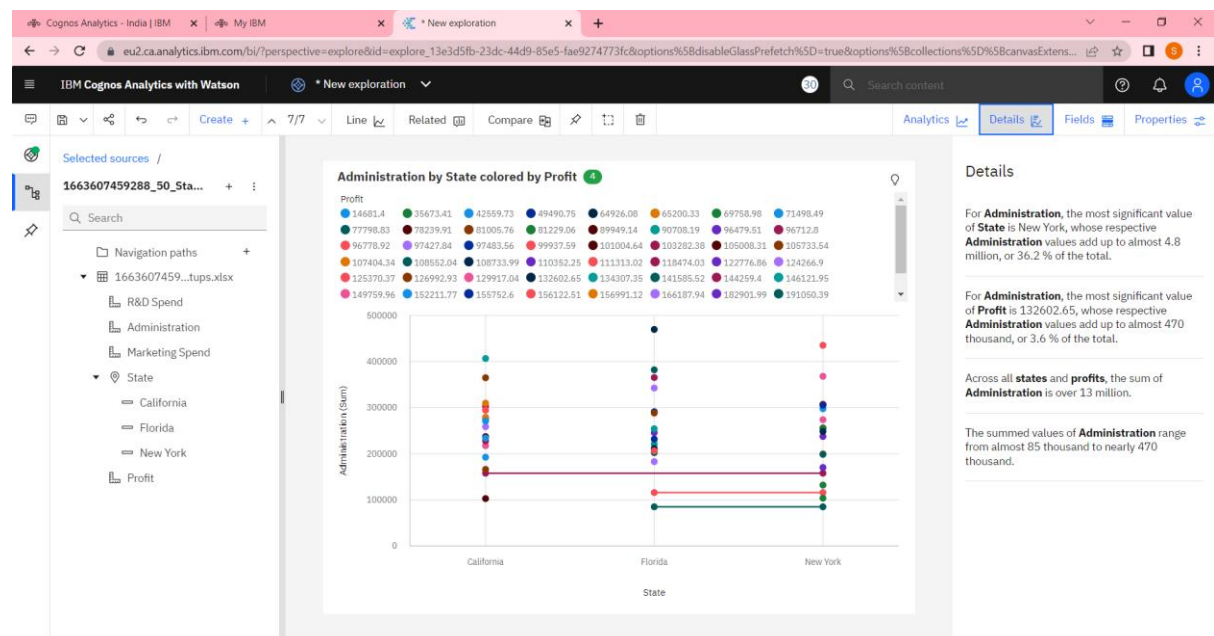 Cognos Analytics - India | IBM
My IBM
* New exploration
eu2.ca.analytics.ibm.com/bi/?perspective=explore&id=explore_13e3d5fb-23dc-44d9-85e5-fae9274773fc&options%5BdisableGlassPrefetch%5D=true&options%5Bcollections%5D%5BcanvasExtens...
S
IBM Cognos Analytics with Watson
* New exploration
30
Search content
Create +
7/7
Line
Related
Compare
Analytics
Details
Fields
Properties
Selected sources /
1663607459288_50_Sta...
Search
Navigation paths
1663607459...tups.xlsx
R&D Spend
Administration
Marketing Spend
State
California
Florida
New York
Profit
Administration by State colored by Profit 4
Profit
14681.4 35673.41 42559.73 49490.75 64926.08 65200.33 69758.98 71498.49
77798.83 78239.91 81005.76 81229.06 89949.14 90708.19 96479.51 96712.8
96778.92 97427.84 97483.56 99937.59 101004.64 103282.38 105008.31 105733.54
107404.34 108552.04 108733.99 110352.25 111313.02 118474.03 122776.86 124266.9
125370.37 126992.93 129917.04 132602.65 134307.35 141585.52 144259.4 146121.95
149759.96 152211.77 155752.6 156122.51 156991.12 166187.94 182901.99 191050.39
500000
400000
300000
200000
100000
0
Administration (Sum)
California
Florida
New York
State
Details
For Administration, the most significant value
of State is New York, whose respective
Administration values add up to almost 4.8
million, or 36.2 % of the total.
For Administration, the most significant value
of Profit is 132602.65, whose respective
Administration values add up to almost 470
thousand, or 3.6 % of the total.
Across all states and profits, the sum of
Administration is over 13 million.
The summed values of Administration range
from almost 85 thousand to nearly 470
thousand.